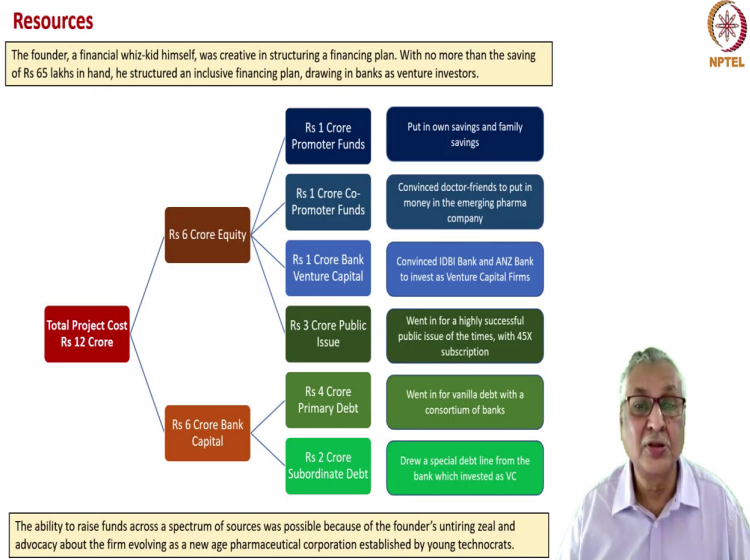 Resources
NPTEL
The founder, a financial whiz-kid himself, was creative in structuring a financing plan. With no more than the saving
of Rs 65 lakhs in hand, he structured an inclusive financing plan, drawing in banks as venture investors.
Rs 1 Crore
Promoter Funds
Put in own savings and family
savings
Rs 1 Crore Co-
Promoter Funds
Convinced doctor-friends to put in
money in the emerging pharma
company
Rs 6 Crore Equity
Rs 1 Crore Bank
Venture Capital
Convinced IDBI Bank and ANZ Bank
to invest as Venture Capital Firms
Total Project Cost
Rs 12 Crore
Rs 3 Crore Public
Issue
Went in for a highly successful
public issue of the times, with 45X
subscription
Rs 4 Crore
Primary Debt
Went in for vanilla debt with a
consortium of banks
Rs 6 Crore Bank
Capital
Rs 2 Crore
Subordinate Debt
Drew a special debt line from the
bank which invested as VC
The ability to raise funds across a spectrum of sources was possible because of the founder's untiring zeal and
advocacy about the firm evolving as a new age pharmaceutical corporation established by young technocrats.